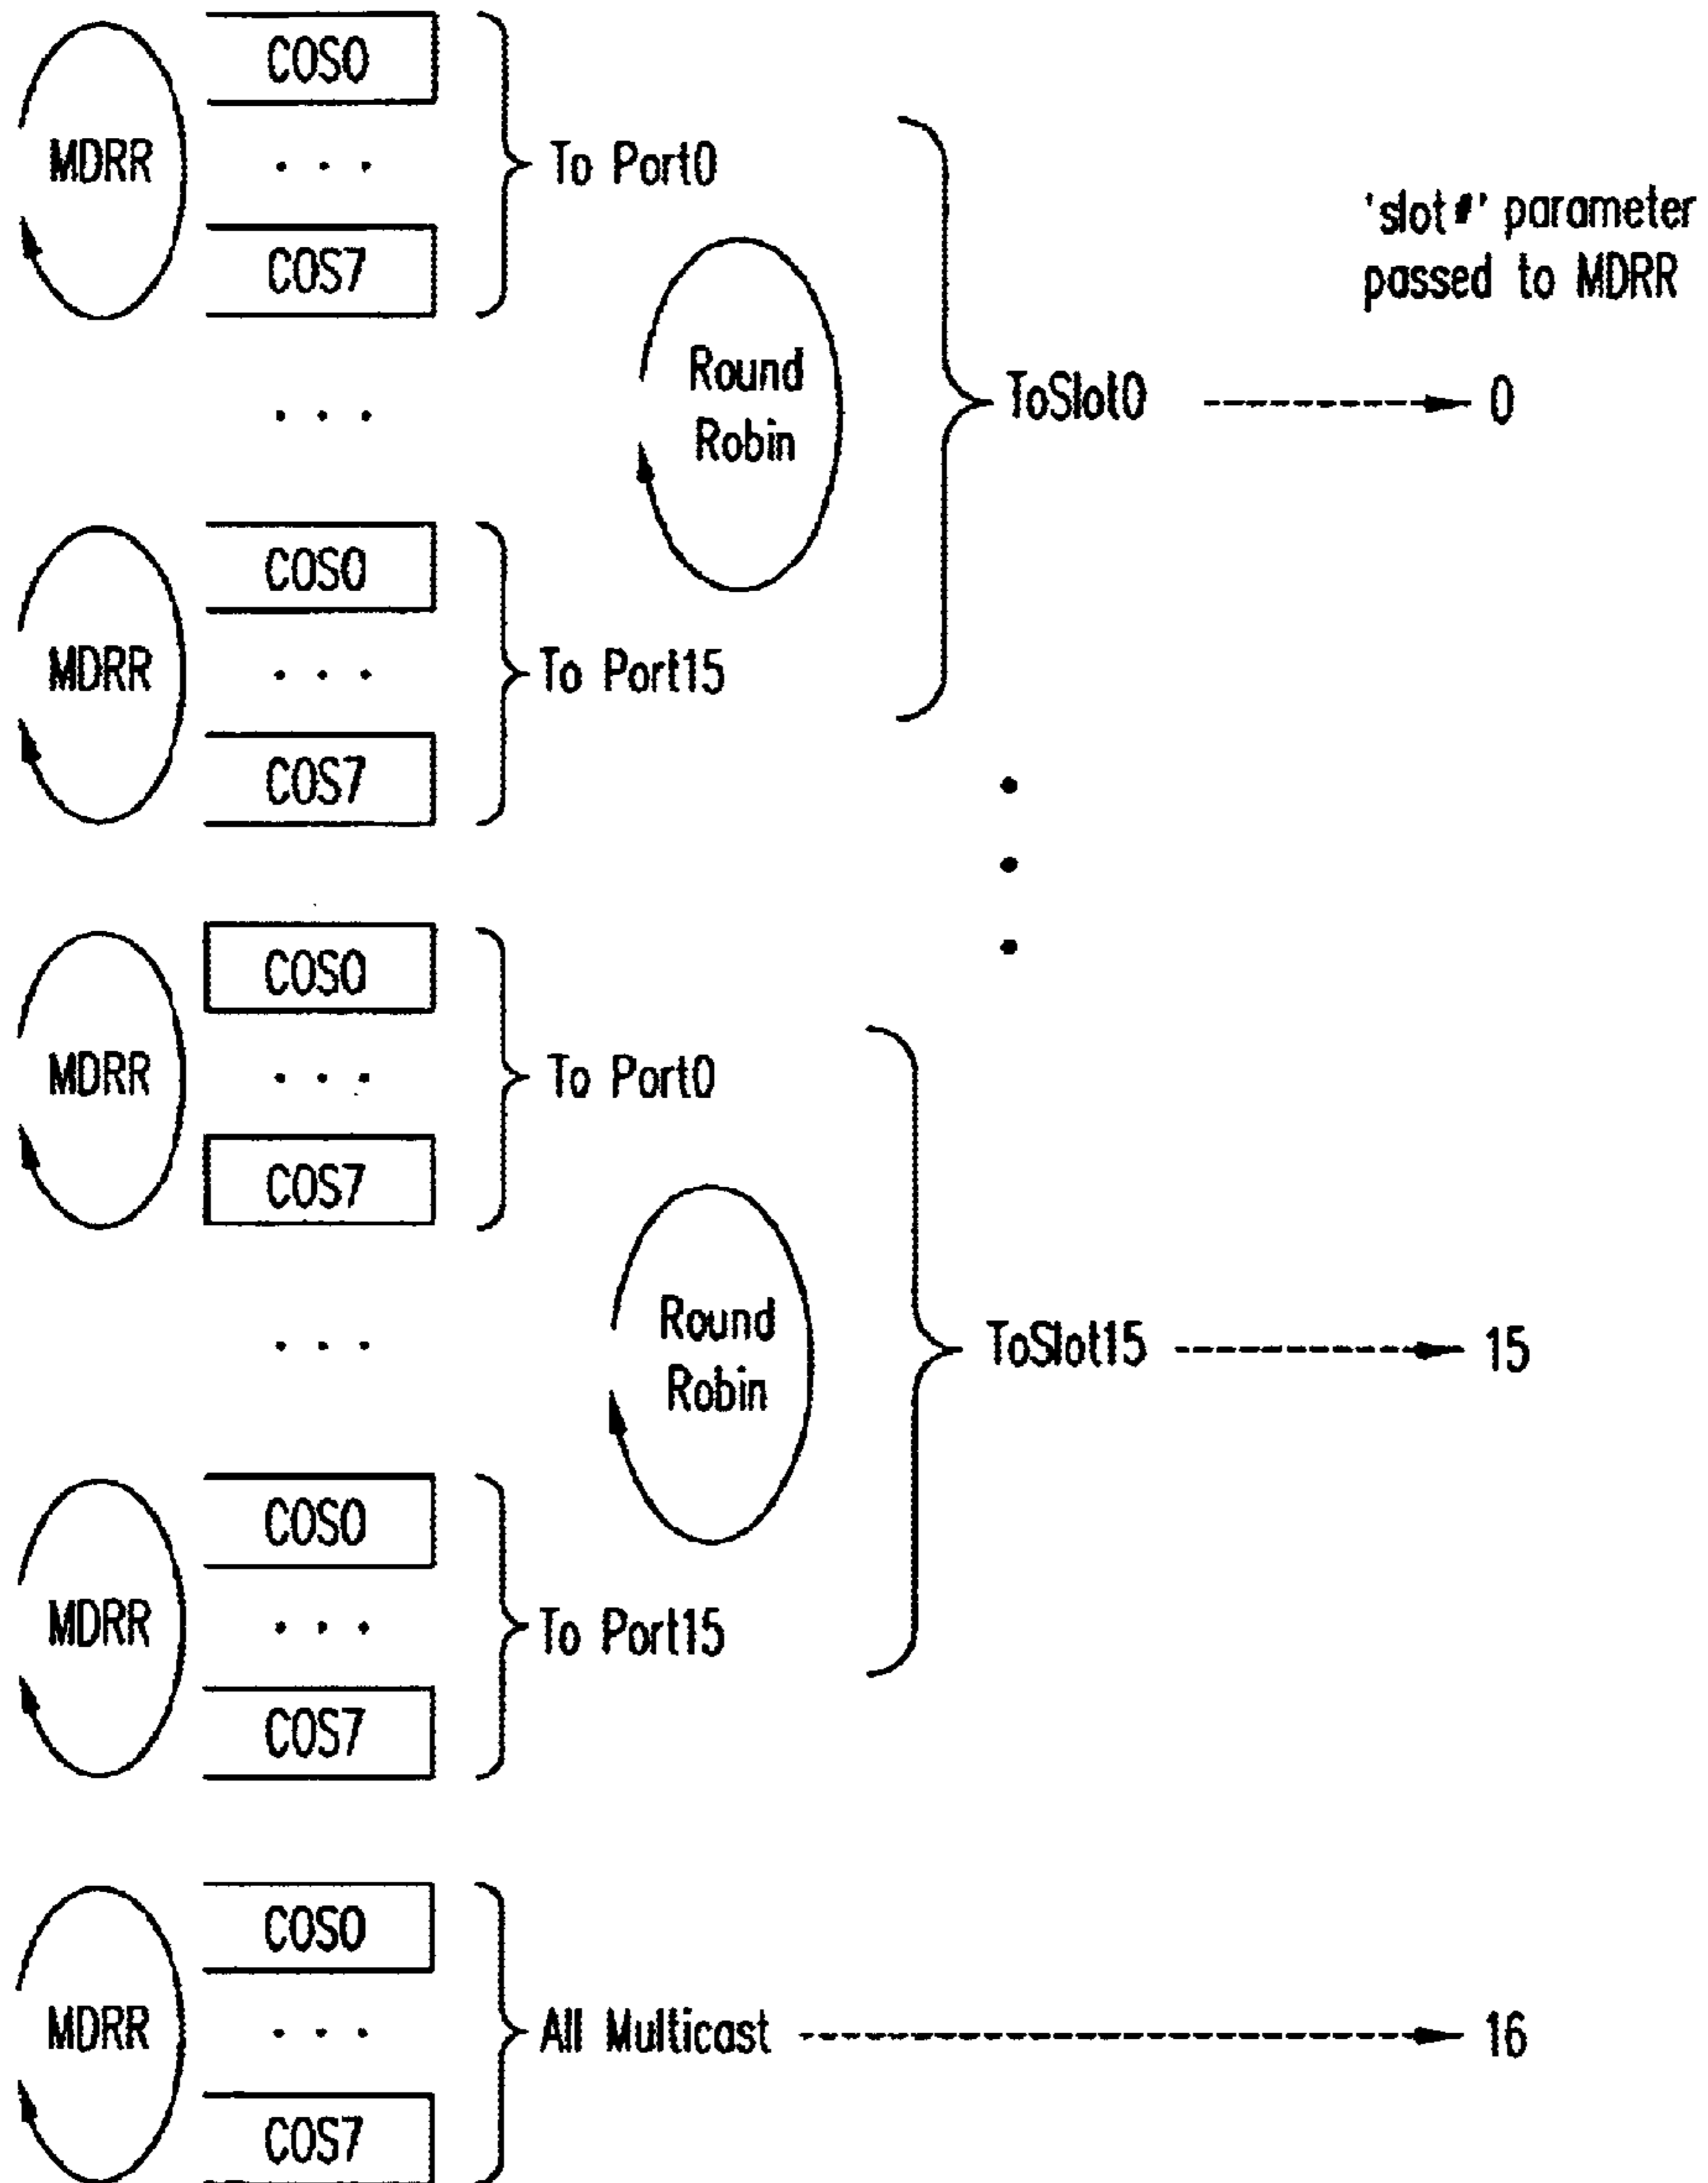 COS0
MDRR
. . .
To Port0
COS7
'slot#' parameter
passed to MDRR
Round
Robin
. . .
ToSlot0
0
COS0
MDRR
. . .
To Port15
COS7
COS0
MDRR
. . .
To Port0
COS7
Round
Robin
. . .
ToSlot15
15
COS0
MDRR
. . .
To Port15
COS7
COS0
MDRR
. . .
All Multicast
16
COS7